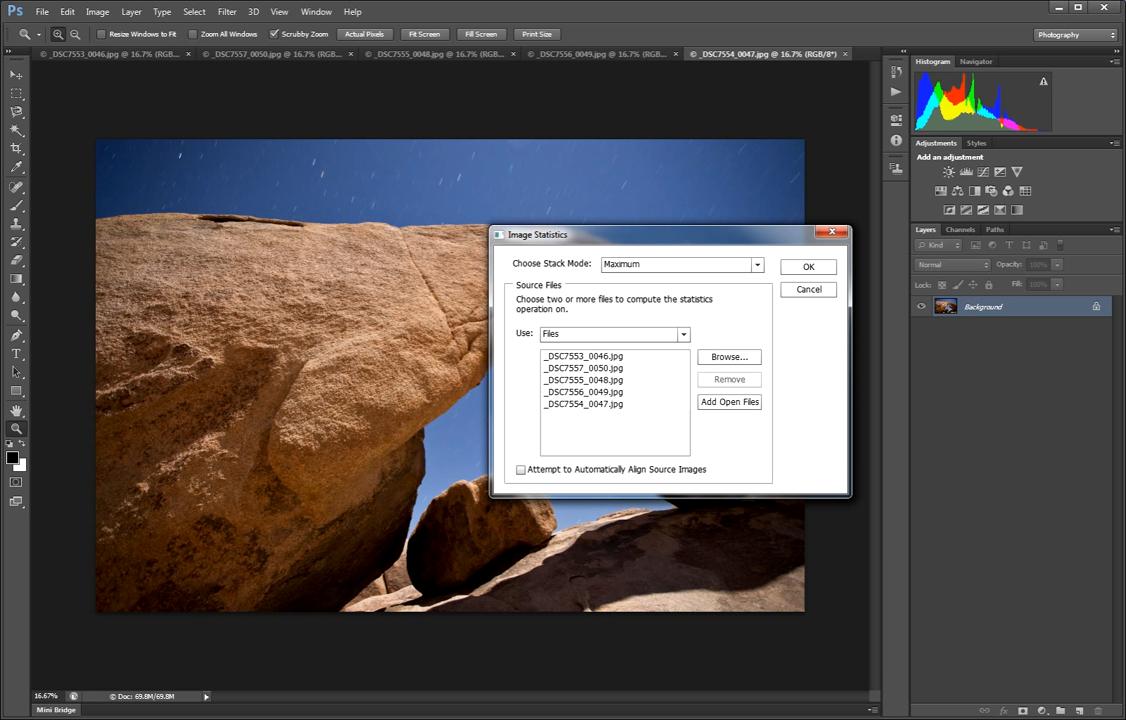 Ps File Edit Image Layer Type Select Filter 3D View Window Help
Resize Windows to Fit Zoom All Windows Scrubby Zoom Actual Pixels Fit Screen Fill Screen Print Size Photography
© _DSC7553_0046.jpg @ 16.7% (RGB... × © _DSC7557_0050.jpg @ 16.7% (RGB... × © _DSC7555_0048.jpg @ 16.7% (RGB... × © _DSC7556_0049.jpg @ 16.7% (RGB... × © _DSC7554_0047.jpg @ 16.7% (RGB/8*) ×
Histogram Navigator
Adjustments Styles
Add an adjustment
Layers Channels Paths
Kind
Normal Opacity: 100%
Lock: Fill: 100%
Background
Image Statistics
Choose Stack Mode: Maximum OK
Source Files Cancel
Choose two or more files to compute the statistics
operation on.
Use: Files
_DSC7553_0046.jpg Browse...
_DSC7557_0050.jpg
_DSC7555_0048.jpg Remove
_DSC7556_0049.jpg
_DSC7554_0047.jpg Add Open Files
Attempt to Automatically Align Source Images
16.67% © Doc: 69.8M/69.8M
Mini Bridge
fx